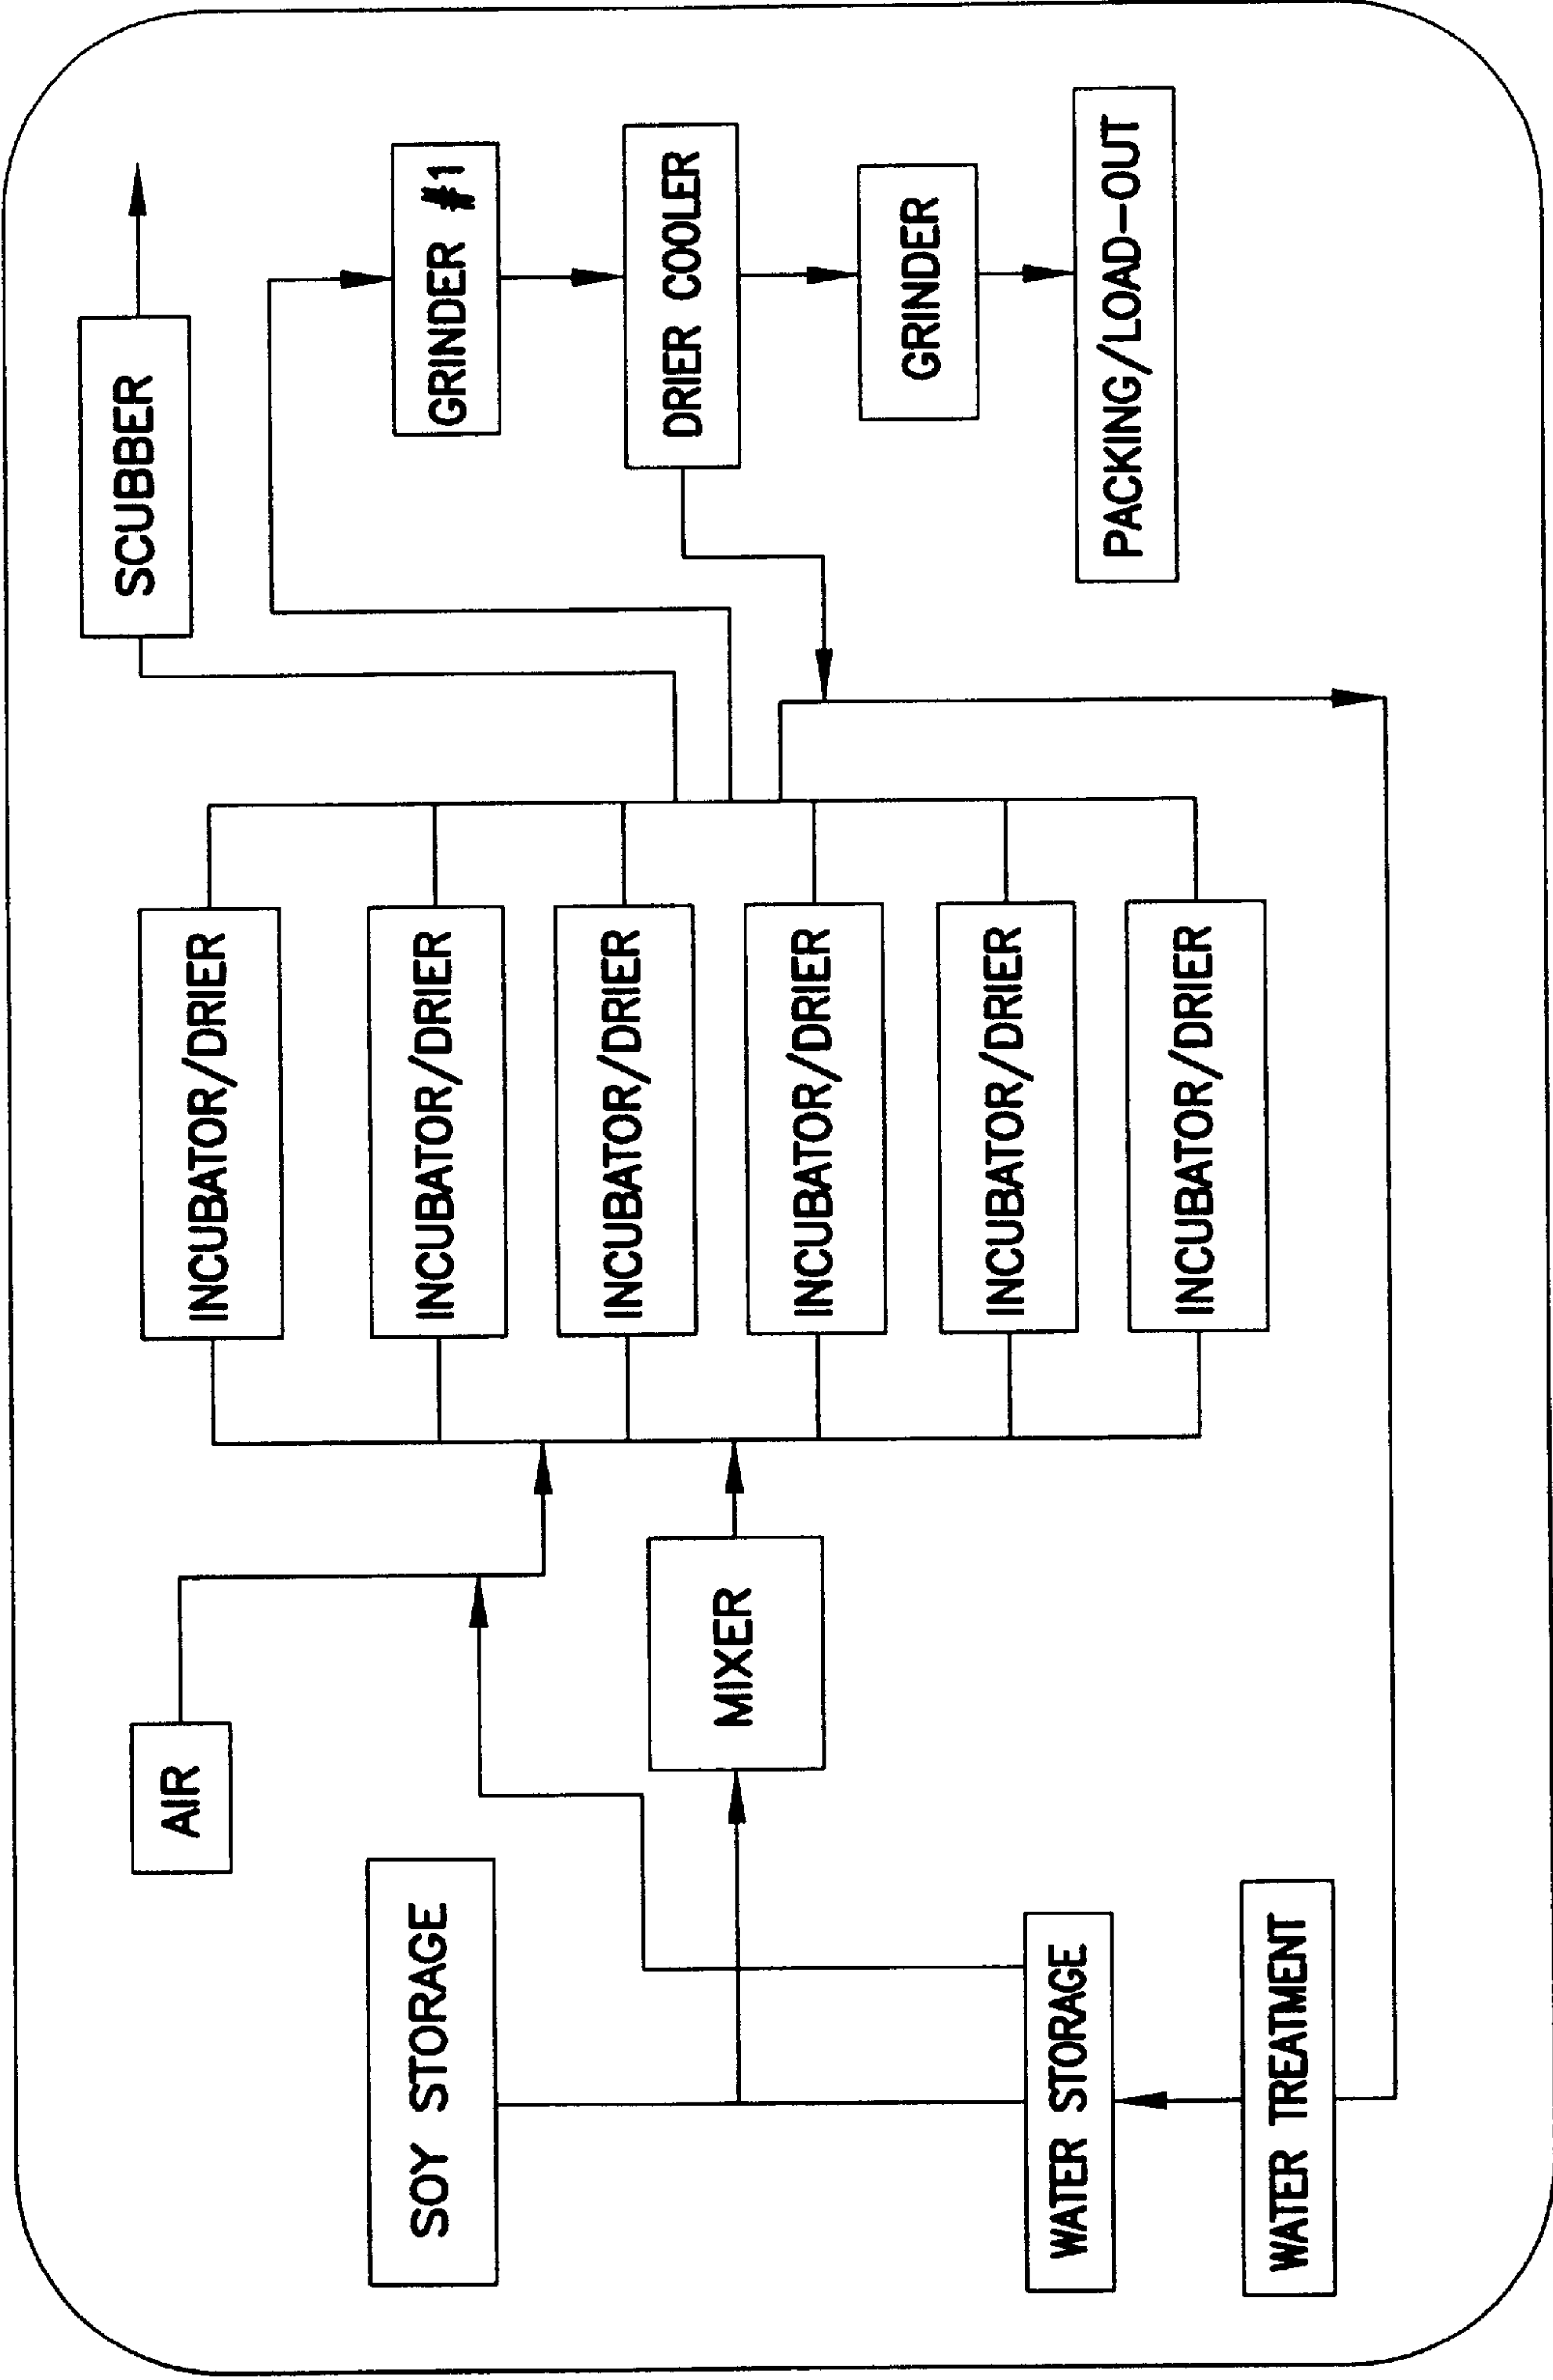 SOY STORAGE
WATER STORAGE
WATER TREATMENT
AIR
MIXER
INCUBATOR/DRIER
INCUBATOR/DRIER
INCUBATOR/DRIER
INCUBATOR/DRIER
INCUBATOR/DRIER
INCUBATOR/DRIER
SCUBBER
GRINDER #1
DRIER COOLER
GRINDER
PACKING/LOAD-OUT